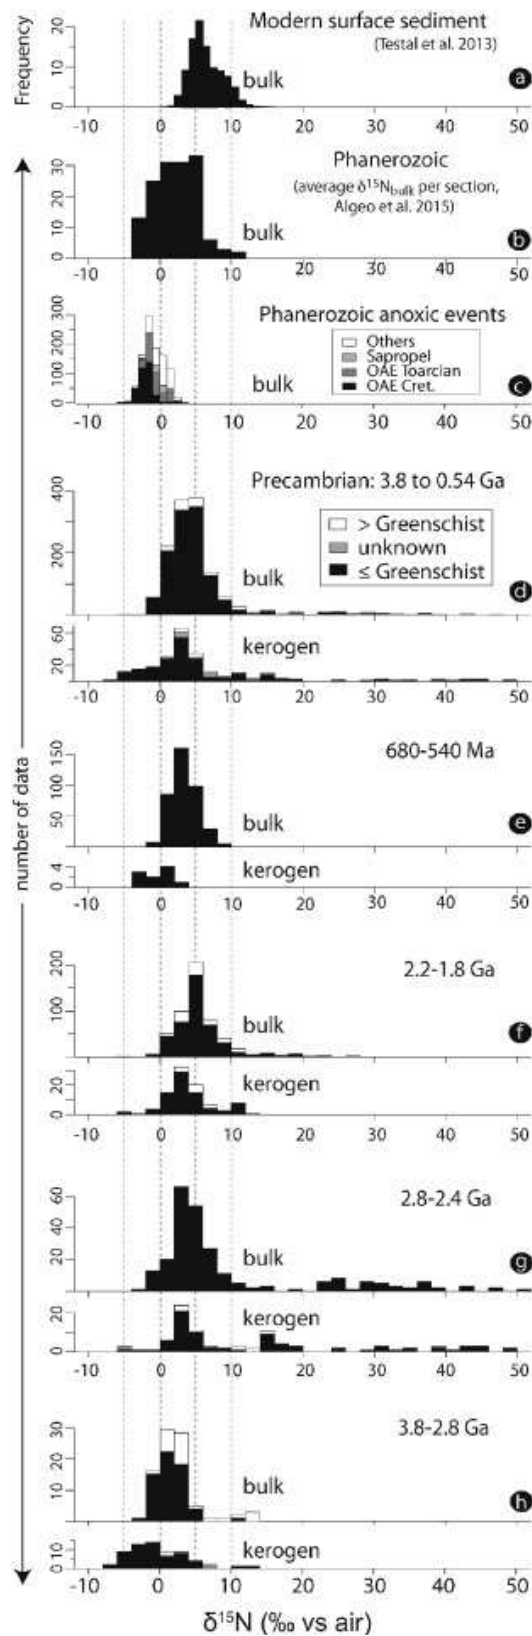 Frequency
Modern surface sediment
(Testal et al. 2013)
bulk
a
0 10 20
-10 0 10 20 30 40 50
Phanerozoic
(average δ¹⁵Nbulk per section,
Algeo et al. 2015)
bulk
b
0 10 20 30
-10 0 10 20 30 40 50
Phanerozoic anoxic events
Others
Sapropel
OAE Toarcian
OAE Cret.
bulk
c
0 100 300
-10 0 10 20 30 40 50
Precambrian: 3.8 to 0.54 Ga
> Greenschist
unknown
≤ Greenschist
bulk
d
200 400
kerogen
20 60
-10 0 10 20 30 40 50
number of data
680-540 Ma
bulk
e
0 50 100 150
kerogen
0 4
-10 0 10 20 30 40 50
2.2-1.8 Ga
bulk
f
100 200
kerogen
0 20
-10 0 10 20 30 40 50
2.8-2.4 Ga
bulk
g
20 40 60
kerogen
0 20
-10 0 10 20 30 40 50
3.8-2.8 Ga
bulk
h
10 20 30
kerogen
0 10
-10 0 10 20 30 40 50
δ¹⁵N (‰ vs air)